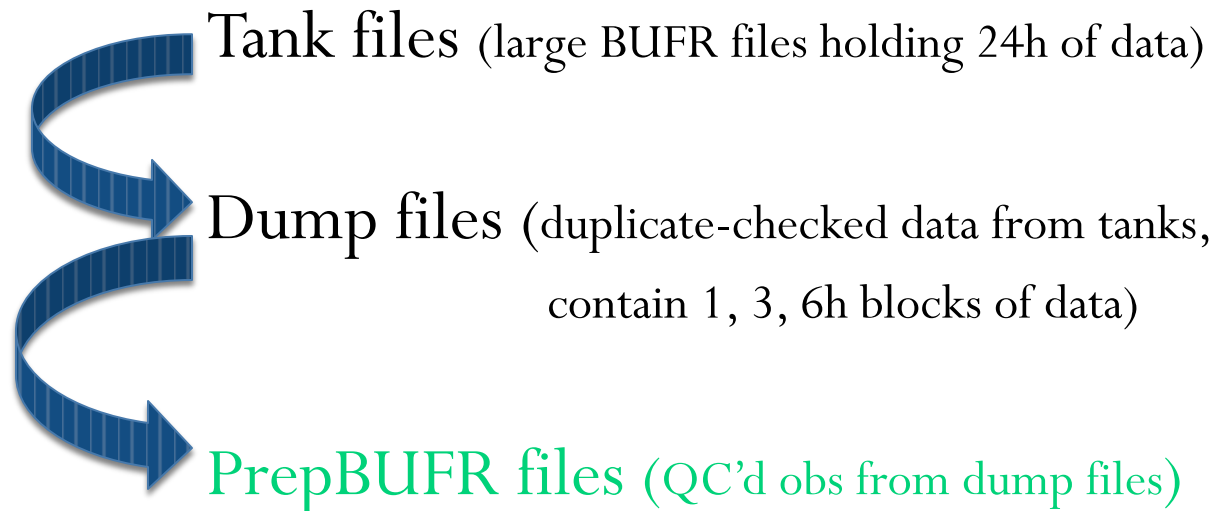 Tank files (large BUFR files holding 24h of data)
Dump files (duplicate-checked data from tanks,
contain 1, 3, 6h blocks of data)
PrepBUFR files (QC’d obs from dump files)